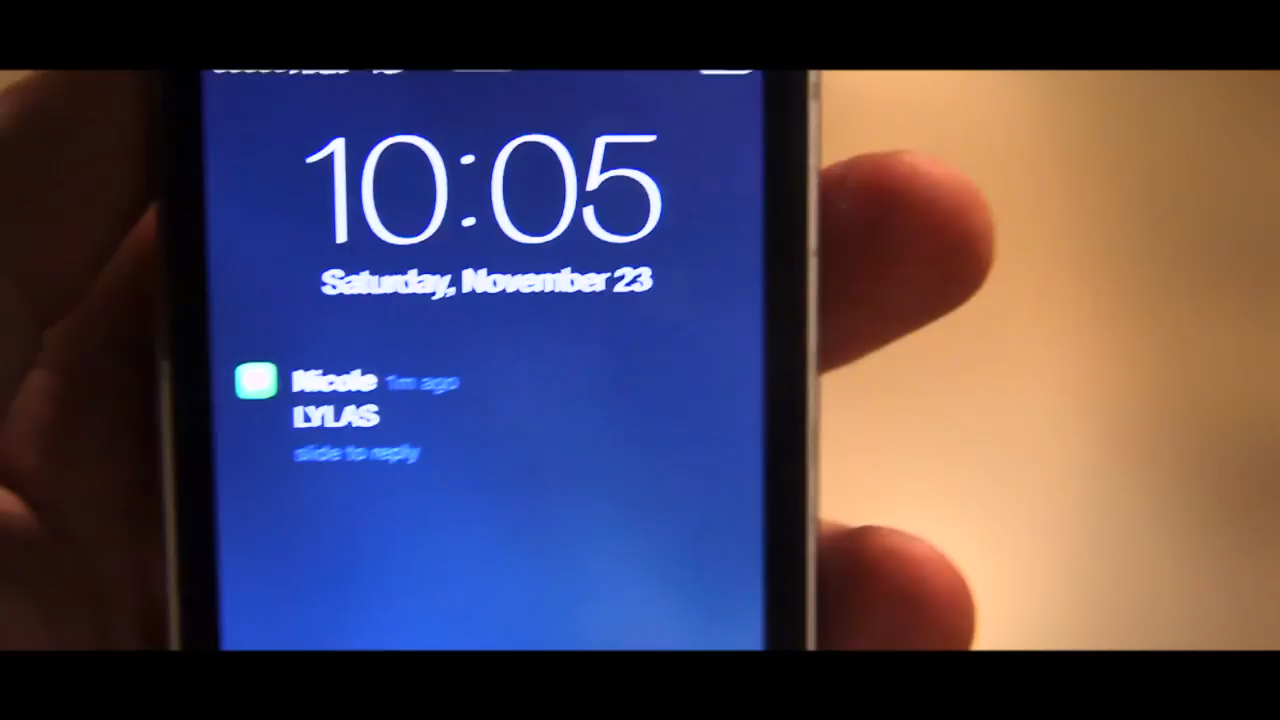 10:05
Saturday, November 23
Nicole 1m ago
LYLAS
slide to reply